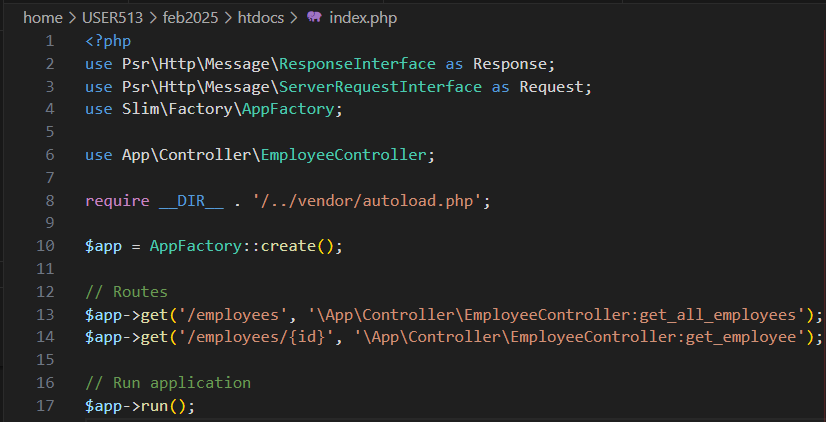 home > USER513 > feb2025 > htdocs > index.php
1 <?php
2 use Psr\Http\Message\ResponseInterface as Response;
3 use Psr\Http\Message\ServerRequestInterface as Request;
4 use Slim\Factory\AppFactory;
5
6 use App\Controller\EmployeeController;
7
8 require __DIR__ . '/../vendor/autoload.php';
9
10 $app = AppFactory::create();
11
12 // Routes
13 $app->get('/employees', '\App\Controller\EmployeeController:get_all_employees');
14 $app->get('/employees/{id}', '\App\Controller\EmployeeController:get_employee');
15
16 // Run application
17 $app->run();